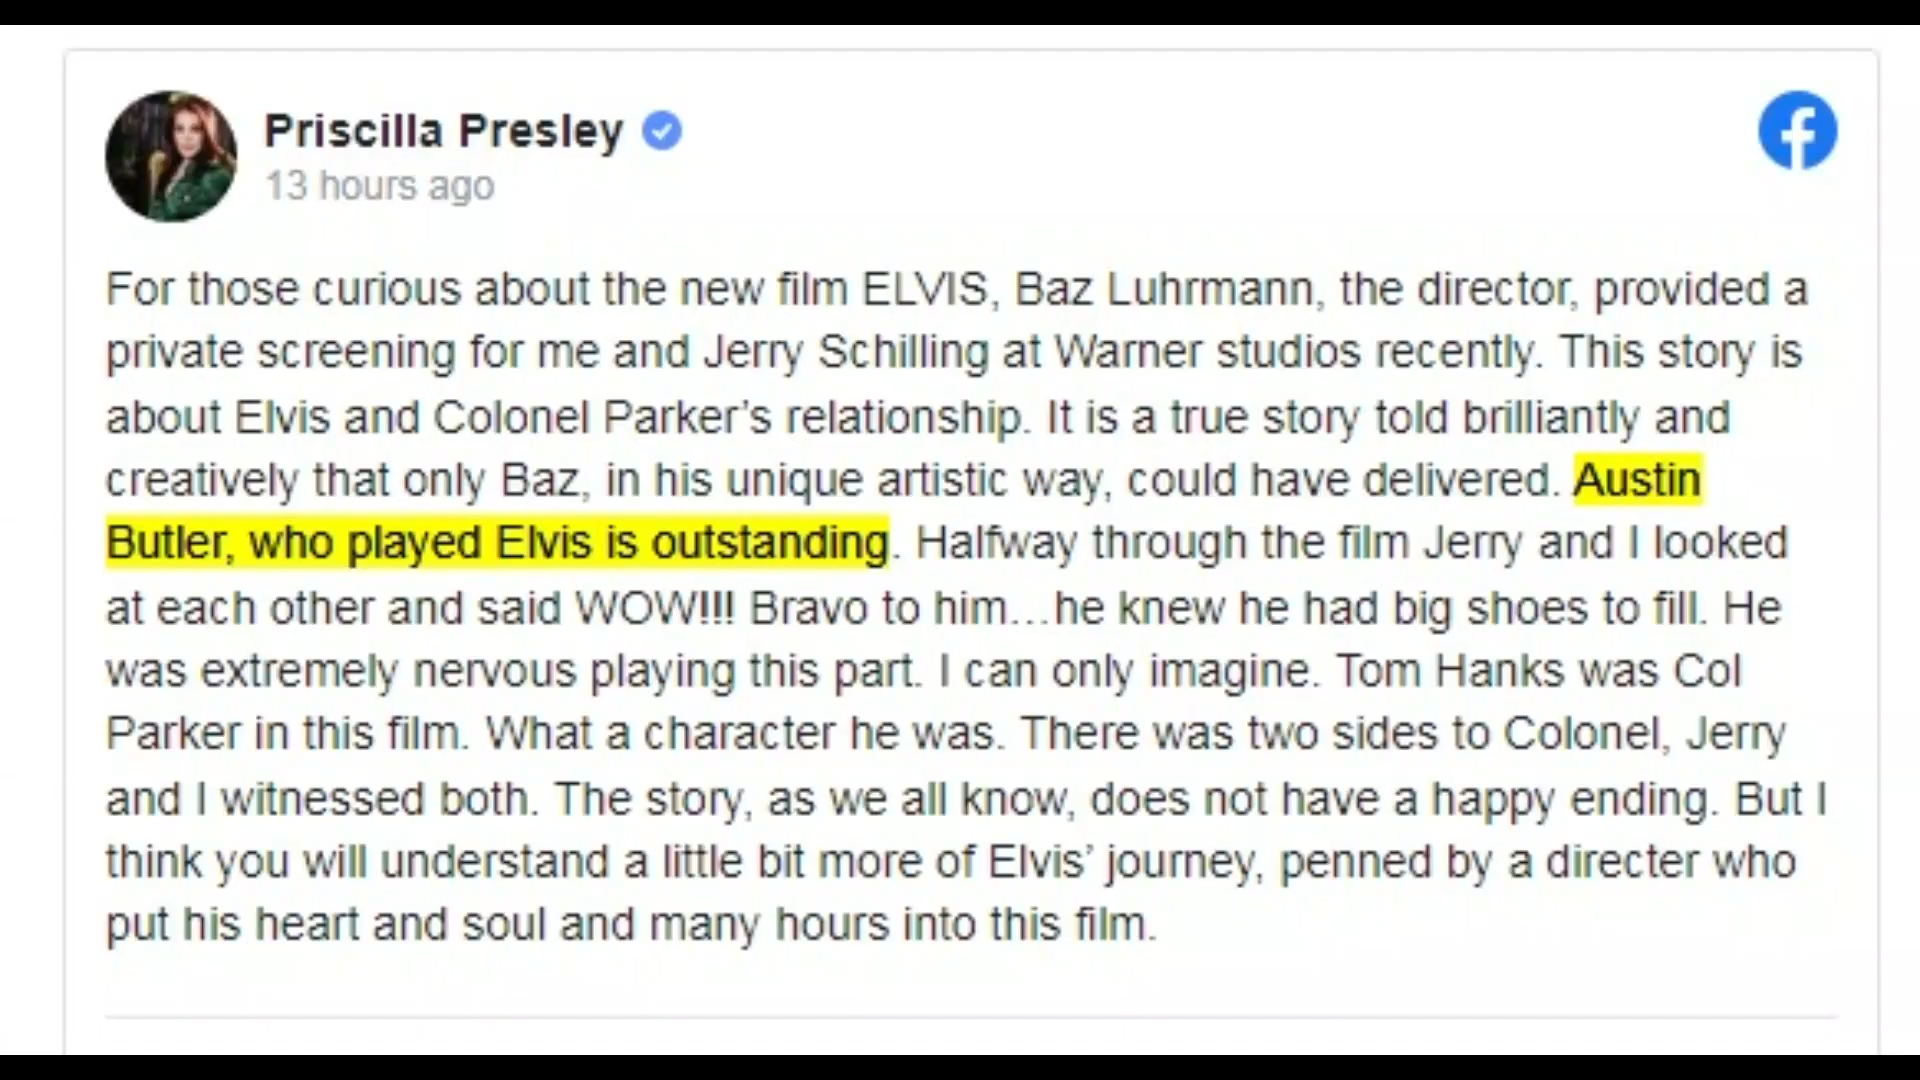 Priscilla Presley
13 hours ago
For those curious about the new film ELVIS, Baz Luhrmann, the director, provided a
private screening for me and Jerry Schilling at Warner studios recently. This story is
about Elvis and Colonel Parker’s relationship. It is a true story told brilliantly and
creatively that only Baz, in his unique artistic way, could have delivered. Austin
Butler, who played Elvis is outstanding. Halfway through the film Jerry and I looked
at each other and said WOW!!! Bravo to him…he knew he had big shoes to fill. He
was extremely nervous playing this part. I can only imagine. Tom Hanks was Col
Parker in this film. What a character he was. There was two sides to Colonel, Jerry
and I witnessed both. The story, as we all know, does not have a happy ending. But I
think you will understand a little bit more of Elvis’ journey, penned by a directer who
put his heart and soul and many hours into this film.